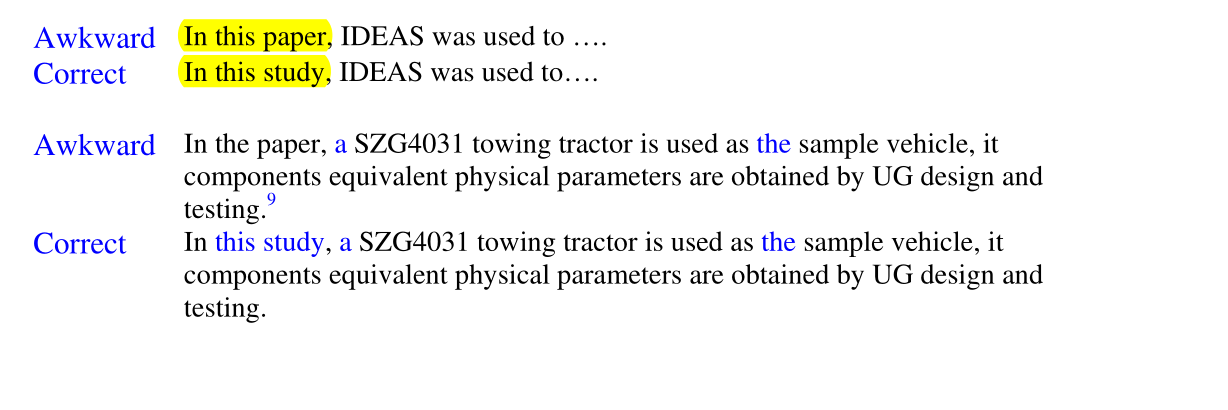 Awkward In this paper, IDEAS was used to ….
Correct In this study, IDEAS was used to….
Awkward In the paper, a SZG4031 towing tractor is used as the sample vehicle, it
components equivalent physical parameters are obtained by UG design and
testing.9
Correct In this study, a SZG4031 towing tractor is used as the sample vehicle, it
components equivalent physical parameters are obtained by UG design and
testing.